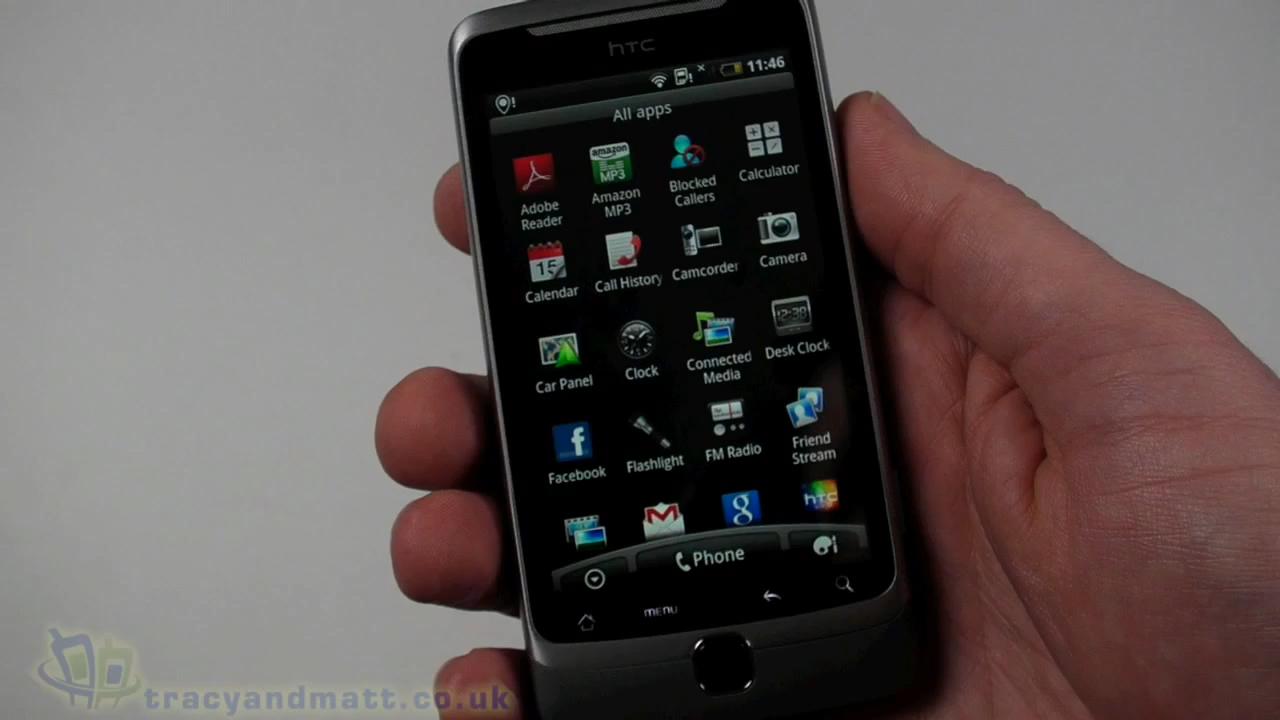 hTC
11:46
All apps
Adobe Reader
amazon MP3
Amazon MP3
Blocked Callers
Calculator
15
Calendar
Call History
Camcorder
Camera
Car Panel
Clock
Connected Media
12:38
Desk Clock
f
Facebook
Flashlight
FM Radio
Friend Stream
g
hTC
Phone
MENU
tracyandmatt.co.uk